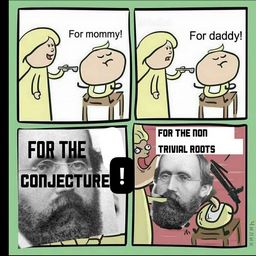 For mommy!
For daddy!
FOR THE
CONJECTURE!
FOR THE NON
TRIVIAL ROOTS